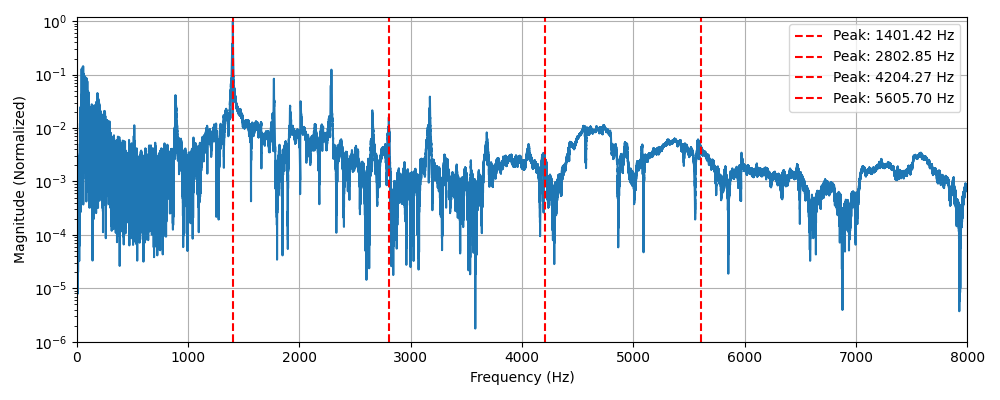 10⁰
10⁻¹
10⁻²
10⁻³
10⁻⁴
10⁻⁵
10⁻⁶
Magnitude (Normalized)
Peak: 1401.42 Hz
Peak: 2802.85 Hz
Peak: 4204.27 Hz
Peak: 5605.70 Hz
0 1000 2000 3000 4000 5000 6000 7000 8000
Frequency (Hz)